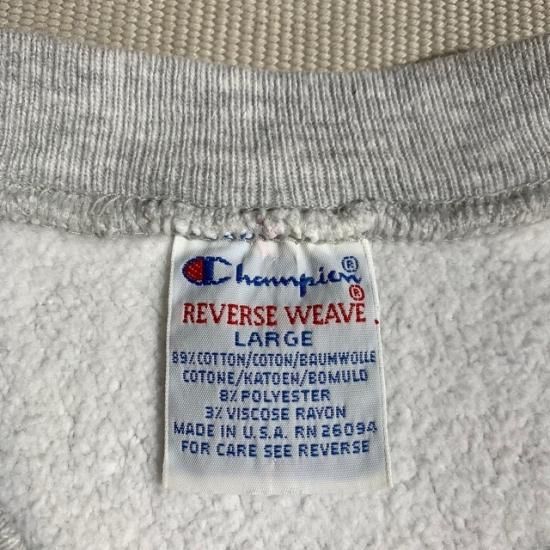 Champion®
REVERSE WEAVE®.
LARGE
89% COTTON/COTON/BAUMWOLLE
COTONE/KATOEN/BOMULD
8% POLYESTER
3% VISCOSE RAYON
MADE IN U.S.A. RN 26094
FOR CARE SEE REVERSE